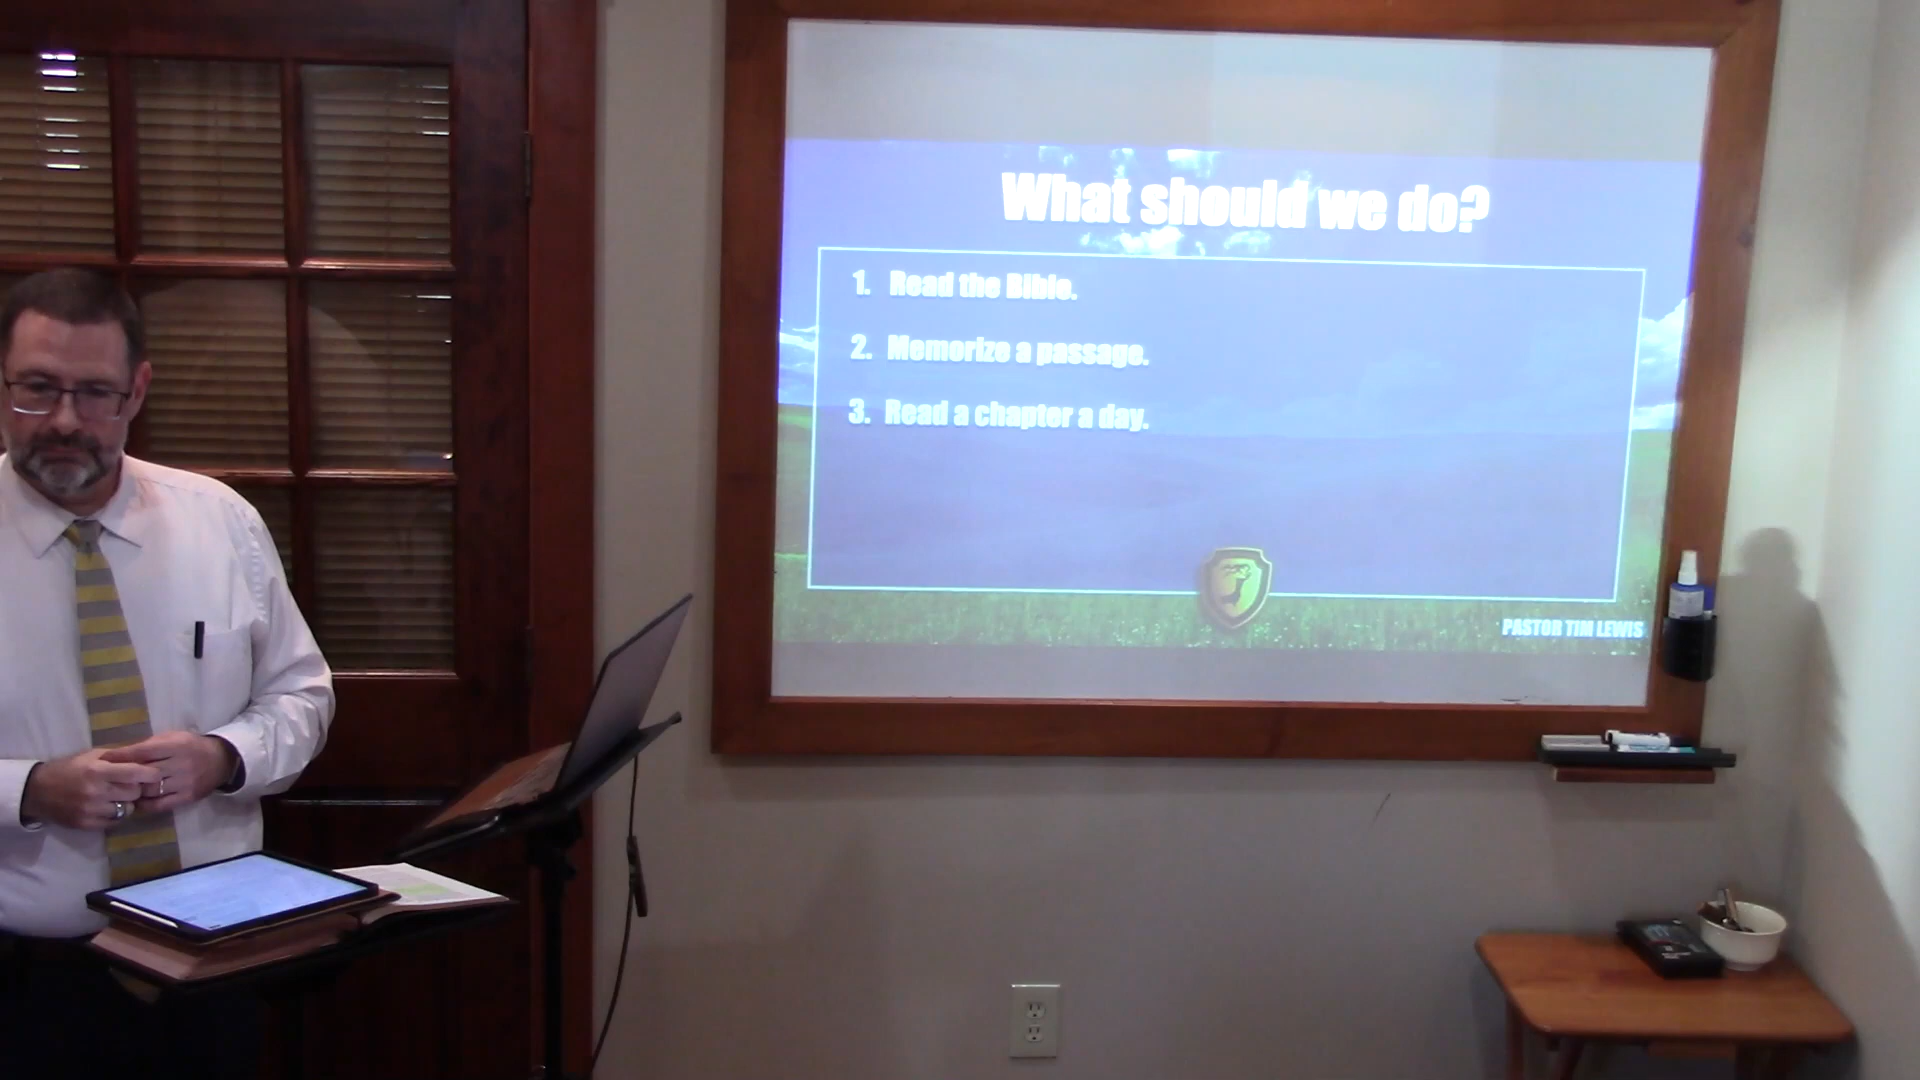 What should we do?
1. Read the Bible.
2. Memorize a passage.
3. Read a chapter a day.
PASTOR TIM LEWIS